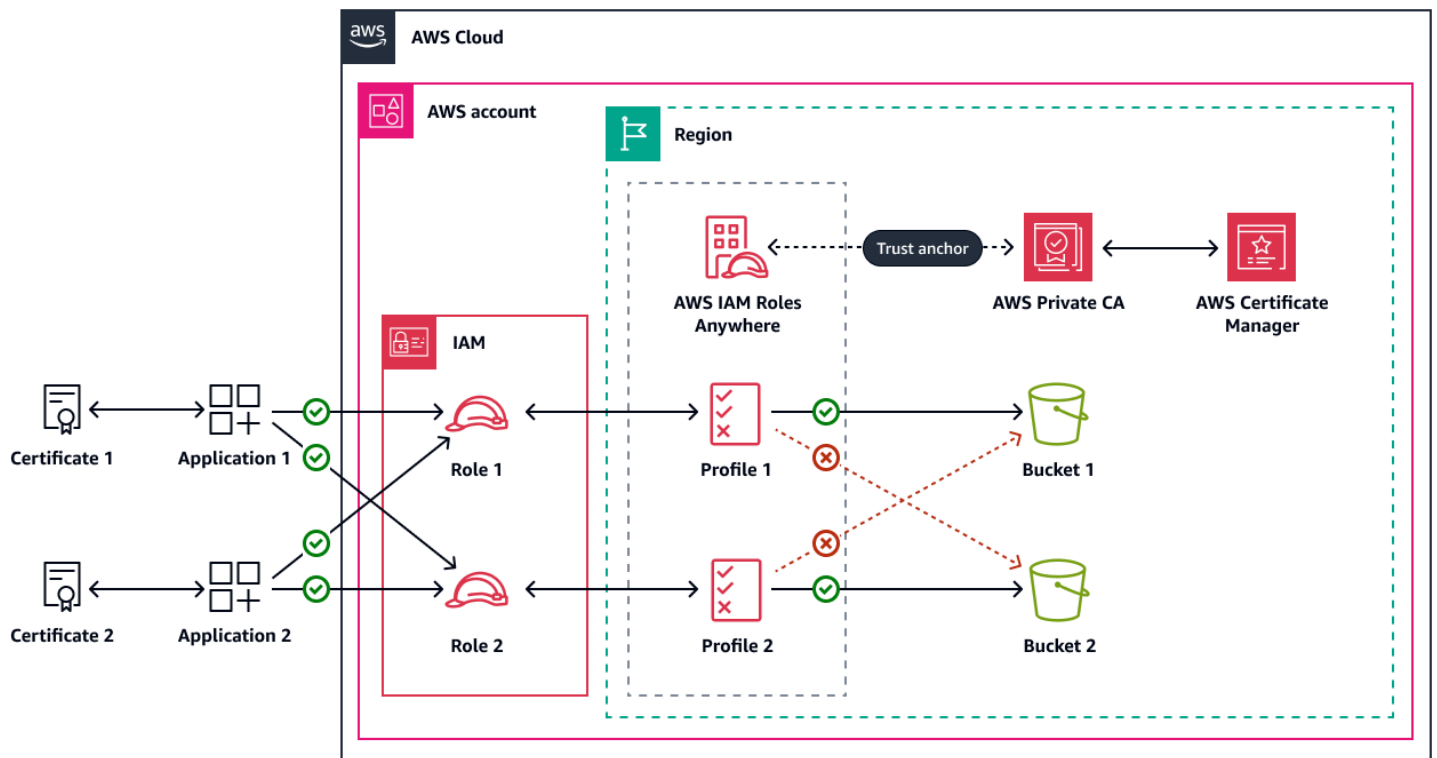 aws
AWS Cloud
AWS account
Region
Trust anchor
AWS IAM Roles
Anywhere
AWS Private CA
AWS Certificate
Manager
IAM
Certificate 1
Application 1
Role 1
Profile 1
Bucket 1
Certificate 2
Application 2
Role 2
Profile 2
Bucket 2